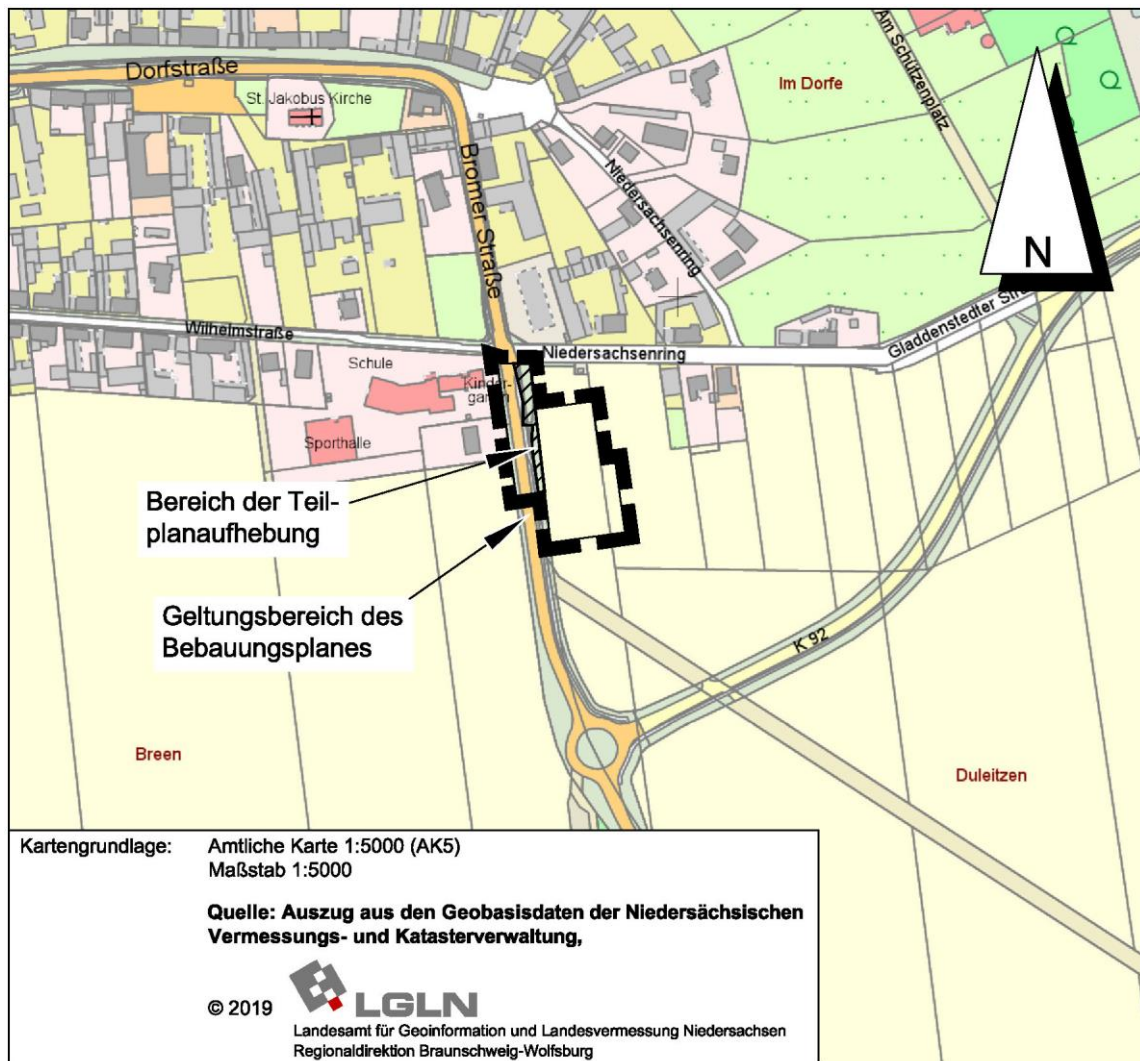 Dorfstraße
St. Jakobus Kirche
Im Dorfe
Am Schützenplatz
Bromer Straße
Niedersachsenring
N
Wilhelmstraße
Niedersachsenring
Gladdenstedter
Schule
Kinder-
garten
Sporthalle
Bereich der Teil-
planaufhebung
Geltungsbereich des
Bebauungsplanes
K 92
Breen
Duleitzen
Kartengrundlage: Amtliche Karte 1:5000 (AK5)
Maßstab 1:5000
Quelle: Auszug aus den Geobasisdaten der Niedersächsischen
Vermessungs- und Katasterverwaltung,
© 2019 LGLN
Landesamt für Geoinformation und Landesvermessung Niedersachsen
Regionaldirektion Braunschweig-Wolfsburg